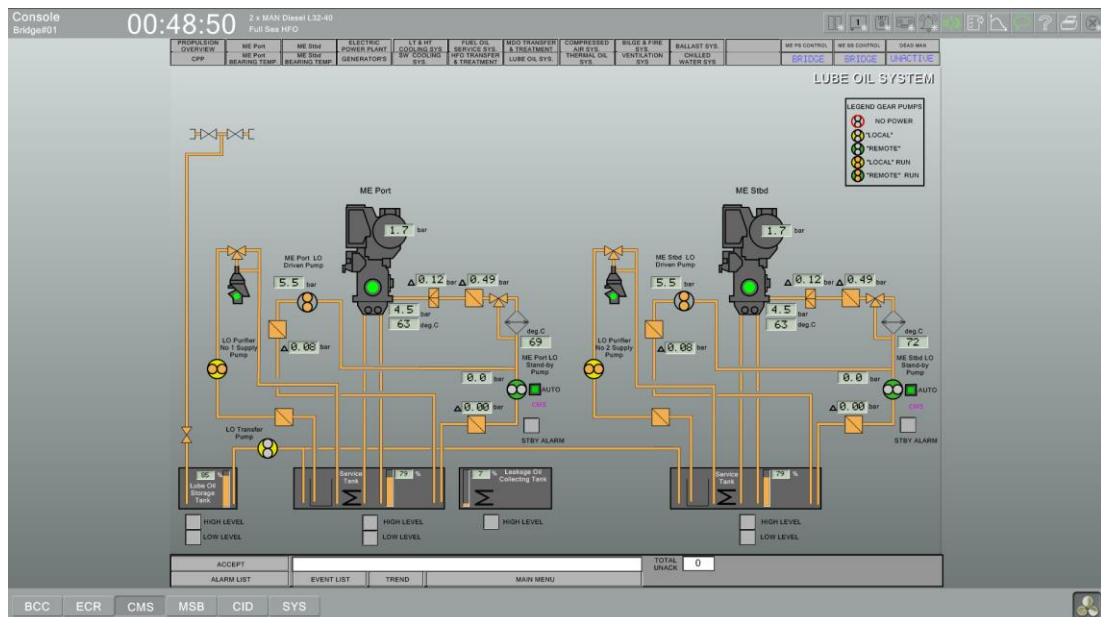 Console
Bridge#01
00:48:50
2 x MAN Diesel L32-40
Full Sea
HFO
PROPULSION OVERVIEW
ME Port
ME Stbd
ELECTRIC POWER PLANT
LT & HT COOLING SYS
FUEL OIL SERVICE SYS.
MDO TRANSFER & TREATMENT
COMPRESSED AIR SYS.
BILGE & FIRE SYS.
BALLAST SYS.
ME PS CONTROL
ME SB CONTROL
DEAD MAN
CPP
ME Port BEARING TEMP
ME Stbd BEARING TEMP
GENERATOR'S
SW COOLING SYS.
HFO TRANSFER & TREATMENT
LUBE OIL SYS.
THERMAL OIL SYS.
VENTILATION SYS
CHILLED WATER SYS
BRIDGE
BRIDGE
UNACTIVE
LUBE OIL SYSTEM
LEGEND GEAR PUMPS
NO POWER
"LOCAL"
"REMOTE"
"LOCAL" RUN
"REMOTE" RUN
ME Port
1.7 bar
ME Port LO
Driven Pump
5.5 bar
0.12 bar
0.49 bar
4.5 bar
63 deg.C
deg.C
69
0.08 bar
LO Purifier
No 1 Supply
Pump
ME Port LO
Stand-by
Pump
0.0 bar
AUTO
CMS
0.00 bar
STBY ALARM
LO Transfer
Pump
ME Stbd
1.7 bar
ME Stbd LO
Driven Pump
5.5 bar
0.12 bar
0.49 bar
4.5 bar
63 deg.C
deg.C
72
0.08 bar
LO Purifier
No 2 Supply
Pump
ME Stbd LO
Stand-by
Pump
0.0 bar
AUTO
CMS
0.00 bar
STBY ALARM
85 %
Lube Oil
Storage
Tank
Service
Tank
79 %
7 %
Leakage Oil
Collecting Tank
Service
Tank
79 %
HIGH LEVEL
LOW LEVEL
HIGH LEVEL
LOW LEVEL
HIGH LEVEL
HIGH LEVEL
LOW LEVEL
ACCEPT
TOTAL
UNACK
0
ALARM LIST
EVENT LIST
TREND
MAIN MENU
BCC
ECR
CMS
MSB
CID
SYS